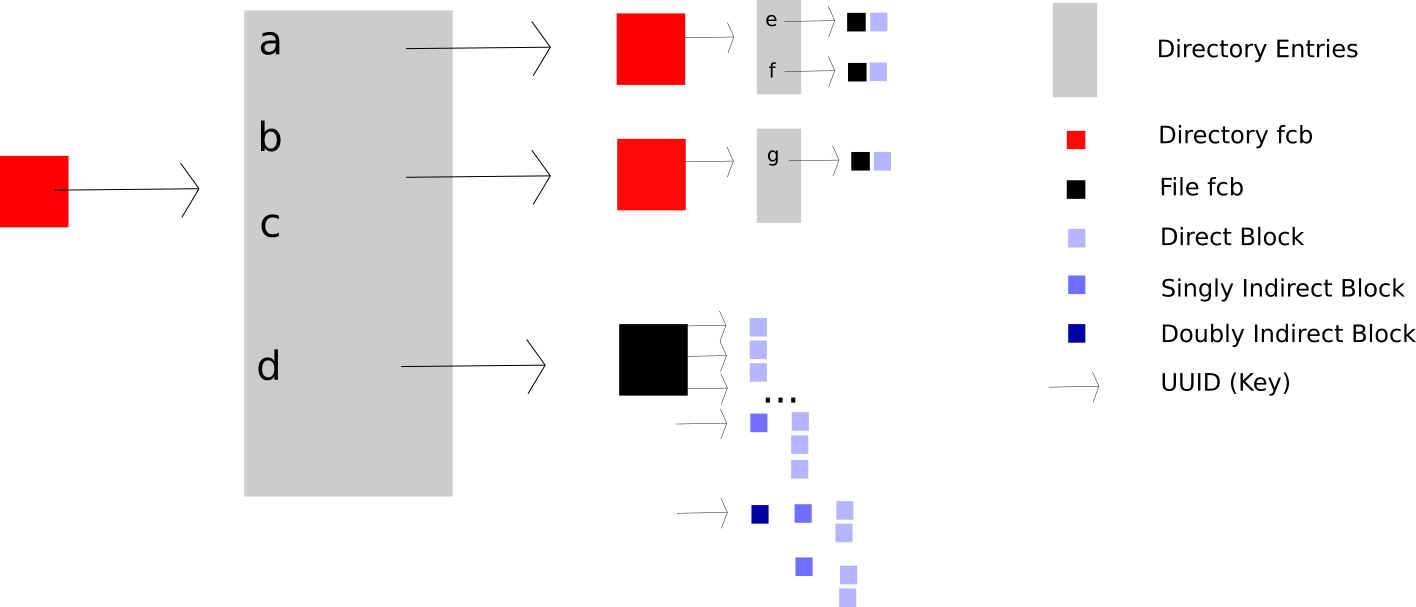 a
b
c
d
e
f
g
...
Directory Entries
Directory fcb
File fcb
Direct Block
Singly Indirect Block
Doubly Indirect Block
UUID (Key)